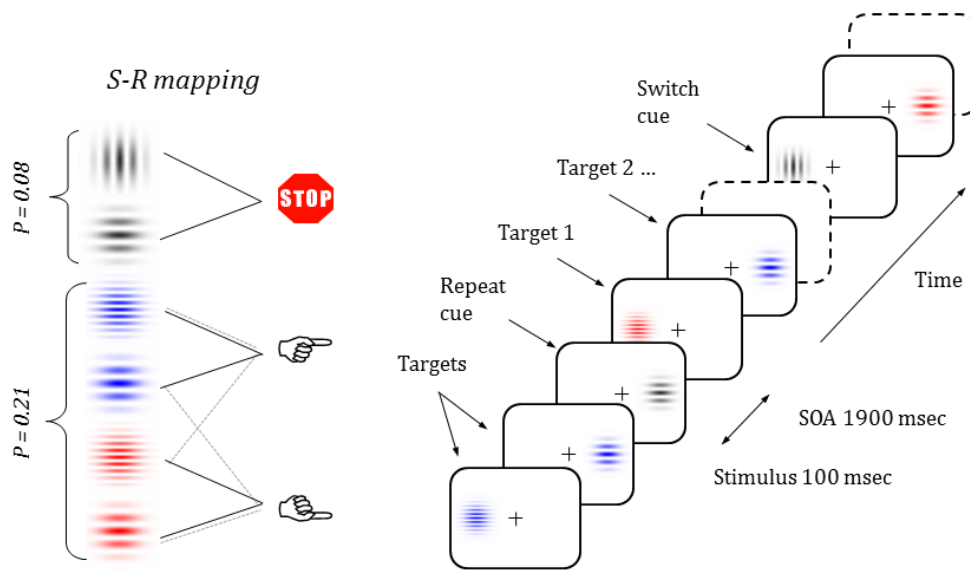 S-R mapping
P = 0.08
STOP
P = 0.21
Switch
cue
Target 2 ...
Target 1
Repeat
cue
Targets
Time
SOA 1900 msec
Stimulus 100 msec